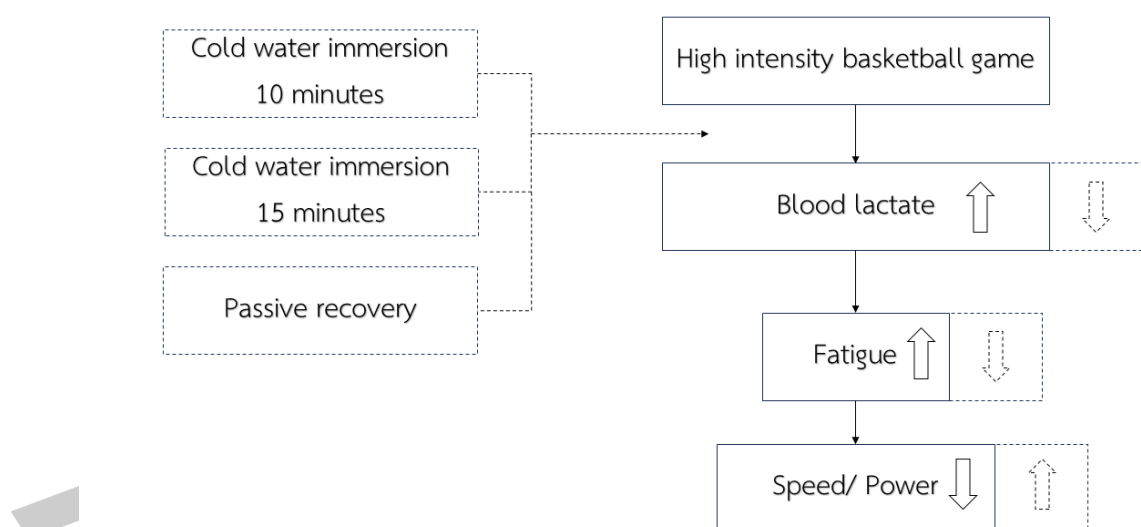 Cold water immersion
10 minutes
Cold water immersion
15 minutes
Passive recovery
High intensity basketball game
Blood lactate
Fatigue
Speed/ Power